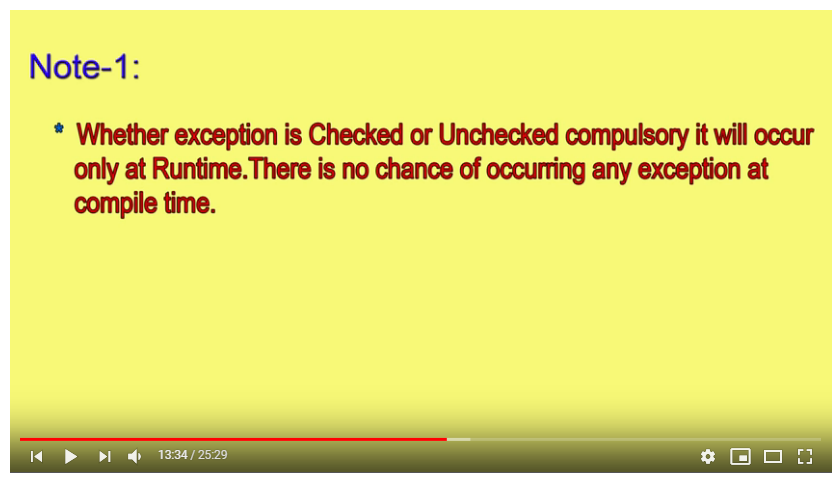 Note-1:
* Whether exception is Checked or Unchecked compulsory it will occur
only at Runtime.There is no chance of occurring any exception at
compile time.
13:34 / 25:29